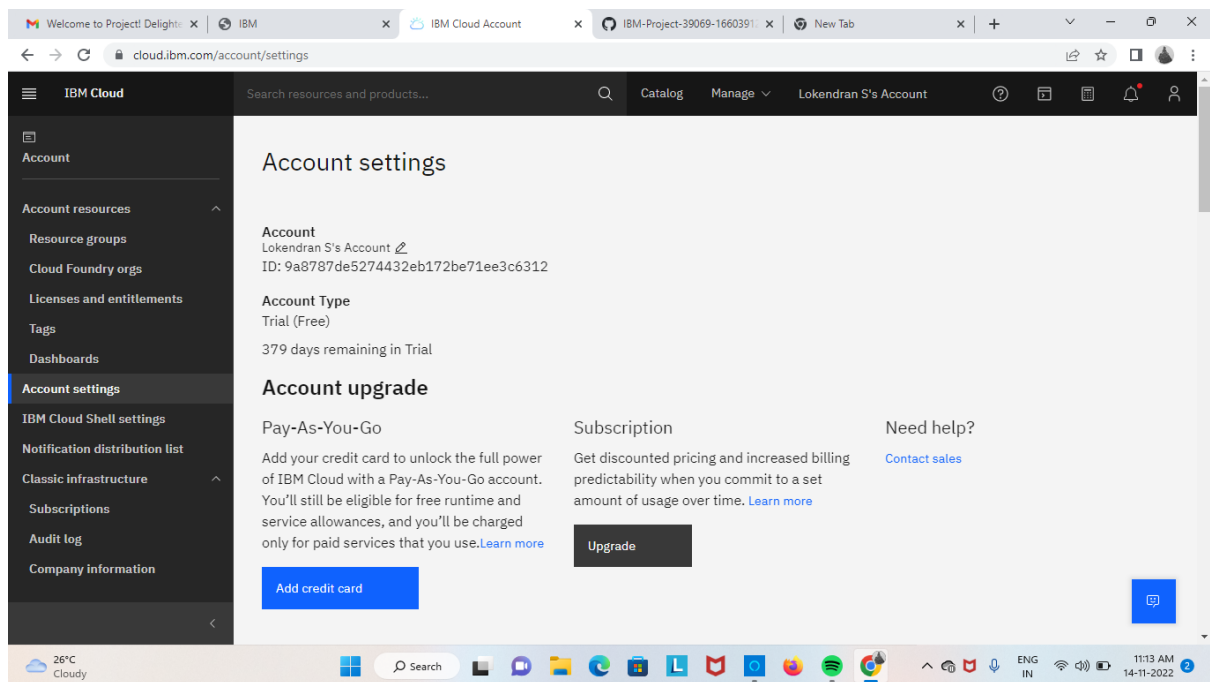 Welcome to Project! Delighte
IBM
IBM Cloud Account
IBM-Project-39069-1660391
New Tab
cloud.ibm.com/account/settings
IBM Cloud
Search resources and products...
Catalog
Manage
Lokendran S's Account
Account
Account resources
Resource groups
Cloud Foundry orgs
Licenses and entitlements
Tags
Dashboards
Account settings
IBM Cloud Shell settings
Notification distribution list
Classic infrastructure
Subscriptions
Audit log
Company information
Account settings
Account
Lokendran S's Account
ID: 9a8787de5274432eb172be71ee3c6312
Account Type
Trial (Free)
379 days remaining in Trial
Account upgrade
Pay-As-You-Go
Add your credit card to unlock the full power
of IBM Cloud with a Pay-As-You-Go account.
You'll still be eligible for free runtime and
service allowances, and you'll be charged
only for paid services that you use.Learn more
Add credit card
Subscription
Get discounted pricing and increased billing
predictability when you commit to a set
amount of usage over time. Learn more
Upgrade
Need help?
Contact sales
26°C
Cloudy
Search
L
ENG
IN
11:13 AM
14-11-2022
2